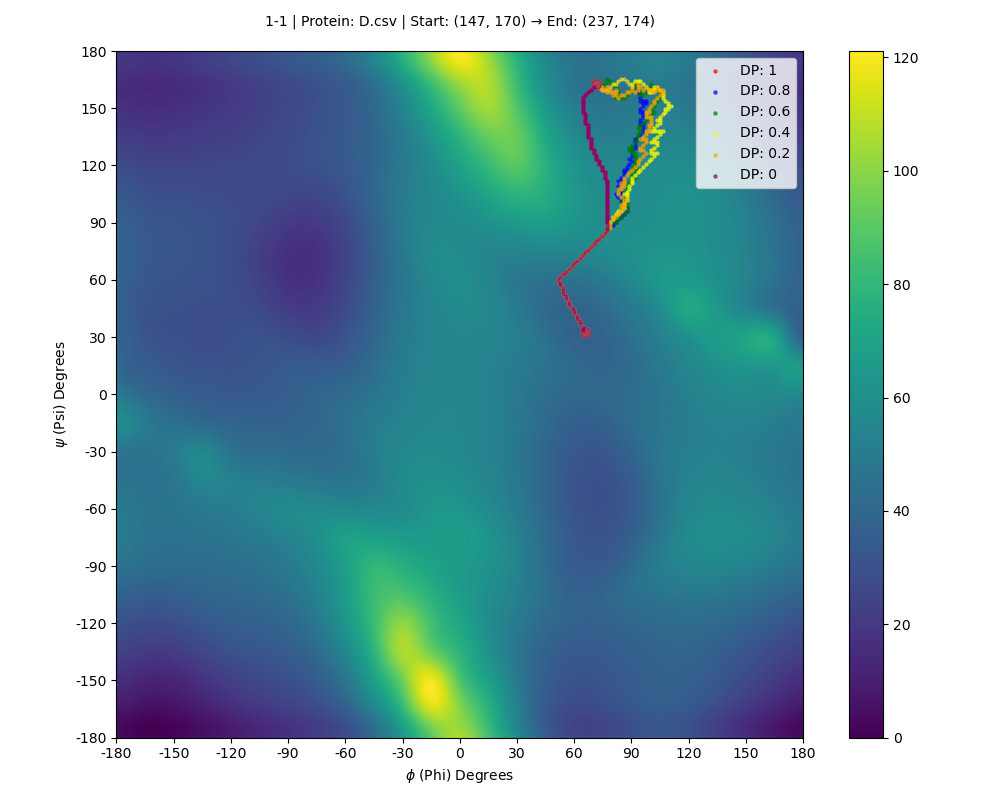 1-1 | Protein: D.csv | Start: (147, 170) → End: (237, 174)
DP: 1
DP: 0.8
DP: 0.6
DP: 0.4
DP: 0.2
DP: 0
180
150
120
90
60
30
0
-30
-60
-90
-120
-150
-180
ψ (Psi) Degrees
-180 -150 -120 -90 -60 -30 0 30 60 90 120 150 180
ϕ (Phi) Degrees
120
100
80
60
40
20
0